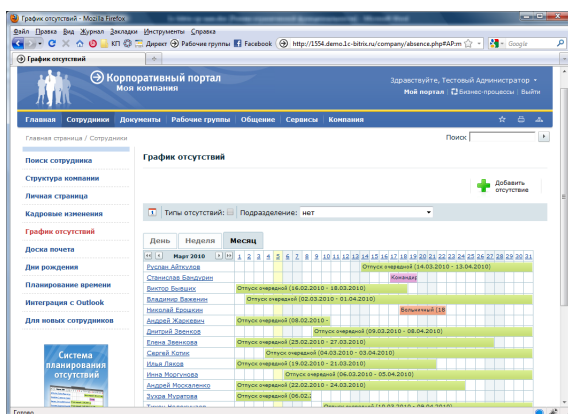 График отсутствий - Mozilla Firefox
Файл Правка Вид Журнал Закладки Инструменты Справка
КП Директ Рабочие группы Facebook http://1554.demo.1c-bitrix.ru/company/absence.php#AP:m Google
График отсутствий
Корпоративный портал
Моя компания
Здравствуйте, Тестовый Администратор
Мой портал Бизнес-процессы Выйти
Главная Сотрудники Документы Рабочие группы Общение Сервисы Компания
Главная страница / Сотрудники
Поиск
Поиск сотрудника
Структура компании
Личная страница
Кадровые изменения
График отсутствий
Доска почета
Дни рождения
Планирование времени
Интеграция с Outlook
Для новых сотрудников
Система
планирования
отсутствий
График отсутствий
Добавить
отсутствие
Типы отсутствий: Подразделение: нет
День Неделя Месяц
Март 2010 1 2 3 4 5 6 7 8 9 10 11 12 13 14 15 16 17 18 19 20 21 22 23 24 25 26 27 28 29 30 31
Руслан Айткулов Отпуск очередной (14.03.2010 - 13.04.2010)
Станислав Бандурин Командир
Виктор Бывших Отпуск очередной (16.02.2010 - 18.03.2010)
Владимир Важенин Отпуск очередной (02.03.2010 - 01.04.2010)
Николай Ерошкин Больничный (18
Андрей Жаркевич Отпуск очередной (08.02.2010 -
Дмитрий Звенков Отпуск очередной (09.03.2010 - 08.04.2010)
Елена Звенкова Отпуск очередной (25.02.2010 - 27.03.2010)
Сергей Котик Отпуск очередной (04.03.2010 - 03.04.2010)
Илья Лаков Отпуск очередной (19.02.2010 - 21.03.2010)
Инна Моргунова Отпуск очередной (06.03.2010 - 05.04.2010)
Андрей Москаленко Отпуск очередной (22.02.2010 - 24.03.2010)
Зухра Муратова Отпуск очередной (06.02.2
Готово